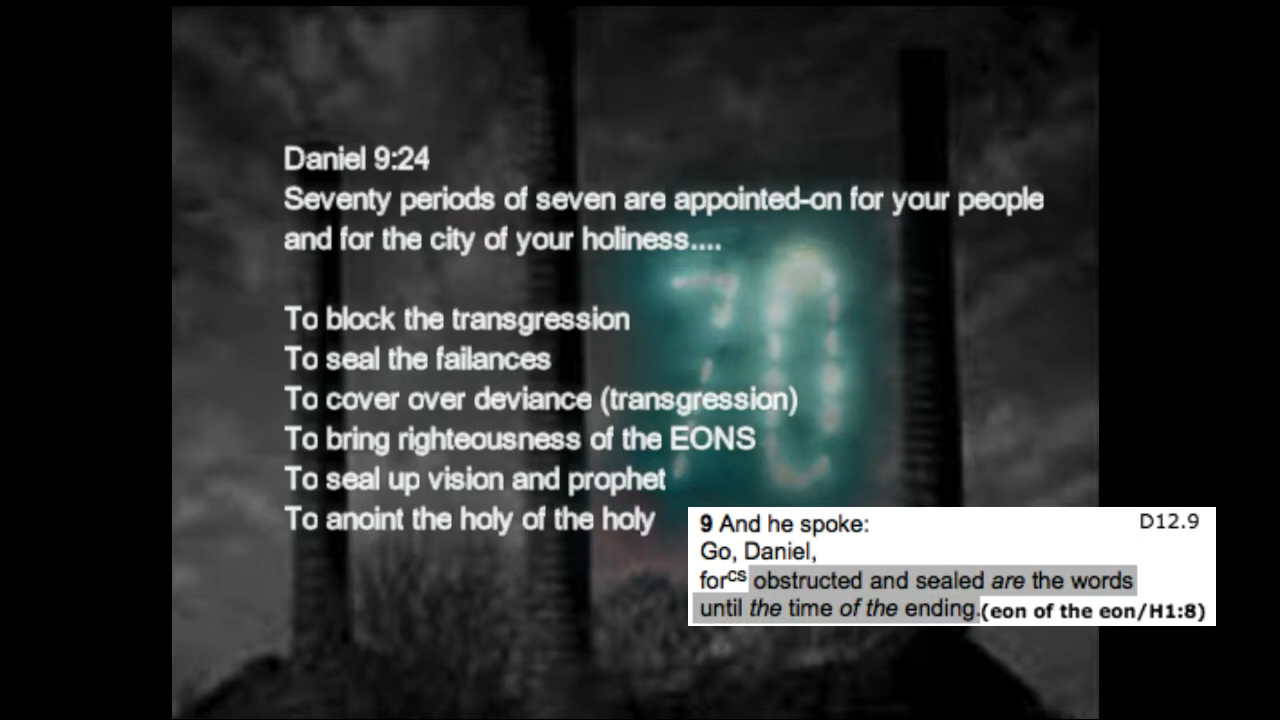 Daniel 9:24
Seventy periods of seven are appointed-on for your people
and for the city of your holiness....
To block the transgression
To seal the failances
To cover over deviance (transgression)
To bring righteousness of the EONS
To seal up vision and prophet
To anoint the holy of the holy
70
9 And he spoke: D12.9
Go, Daniel,
forcs obstructed and sealed are the words
until the time of the ending.(eon of the eon/H1:8)